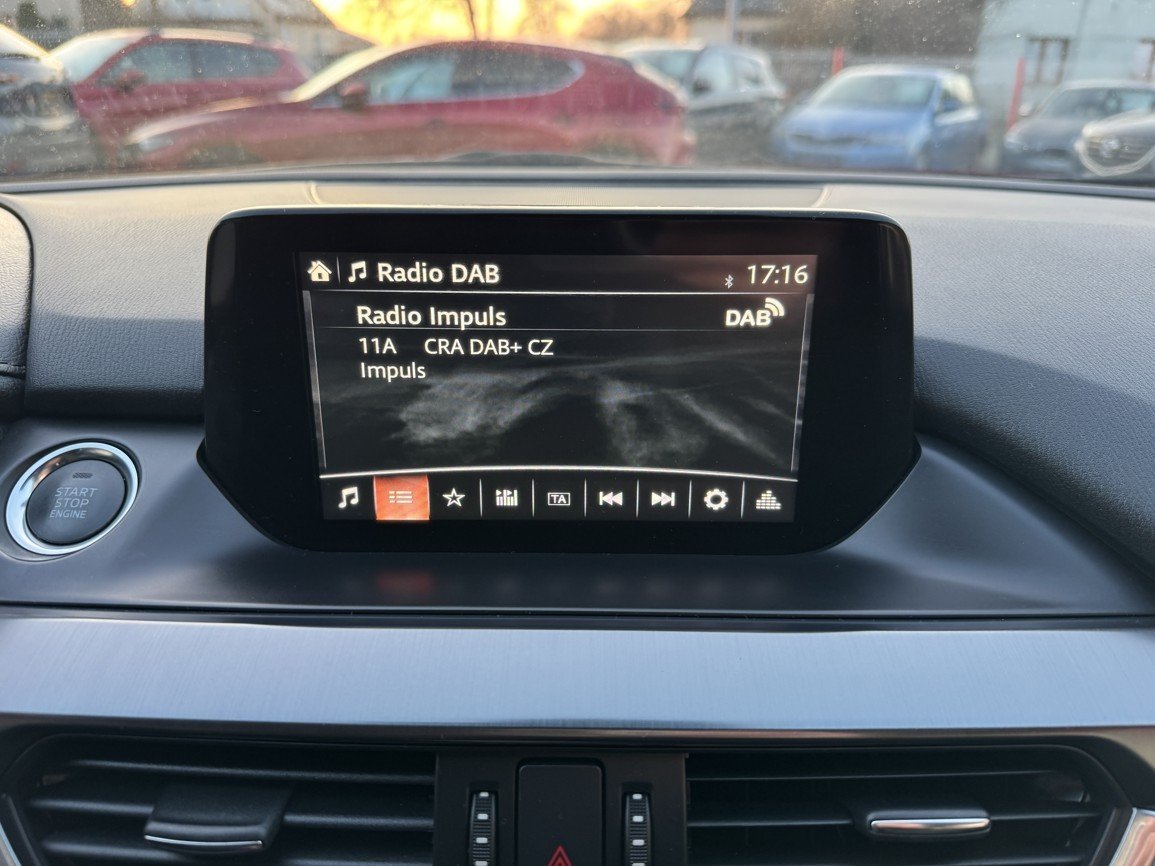 Radio DAB 17:16
Radio Impuls DAB
11A CRA DAB+ CZ
Impuls
TA
START
STOP
ENGINE